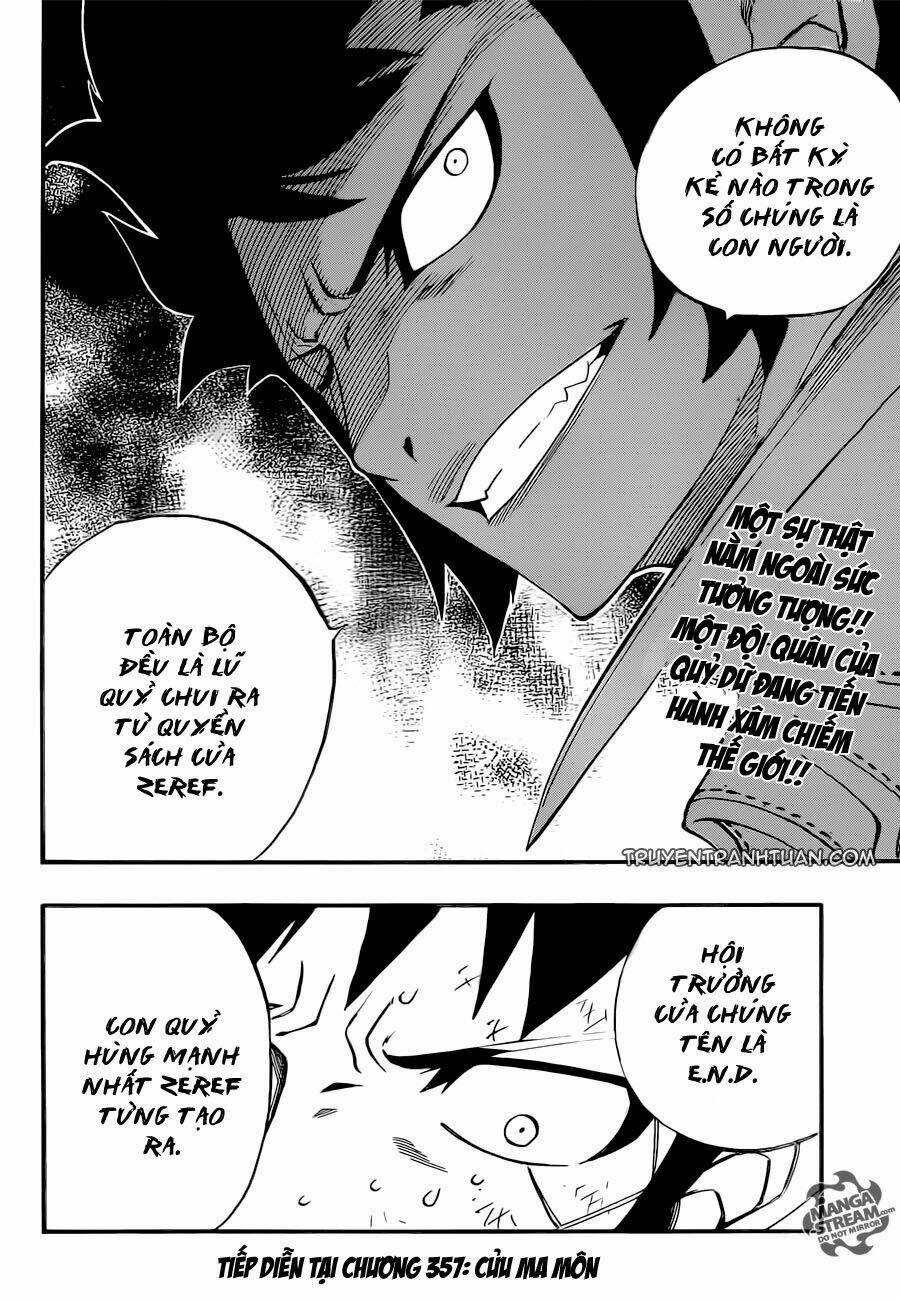 KHÔNG
CÓ BẤT KỲ
KẺ NÀO TRONG
SỐ CHÚNG LÀ
CON NGƯỜI.
MỘT SỰ THẬT
NẰM NGOÀI SỨC
TƯỞNG TƯỢNG!!
MỘT ĐỘI QUÂN CỦA
QUỶ DỮ ĐANG TIẾN
HÀNH XÂM CHIẾM
THẾ GIỚI!!
TOÀN BỘ
ĐỀU LÀ LŨ
QUỶ CHUI RA
TỪ QUYỂN
SÁCH CỦA
ZEREF.
TRUYENTRANHTUAN.COM
HỘI
TRƯỞNG
CỦA CHÚNG
TÊN LÀ
E.N.D.
CON QUỶ
HÙNG MẠNH
NHẤT ZEREF
TỪNG TẠO
RA.
MANGA
STREAM.com
DO NOT MIRROR
TIẾP DIỄN TẠI CHƯƠNG 357: CỬU MA MÔN